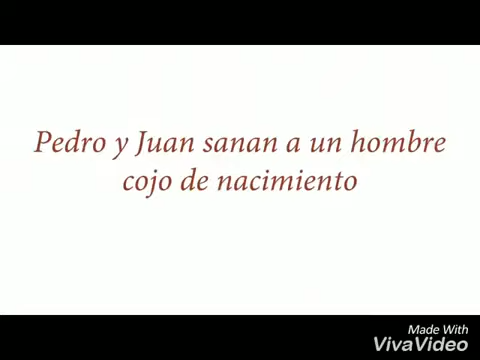 Pedro y Juan sanan a un hombre
cojo de nacimiento
Made With
VivaVideo